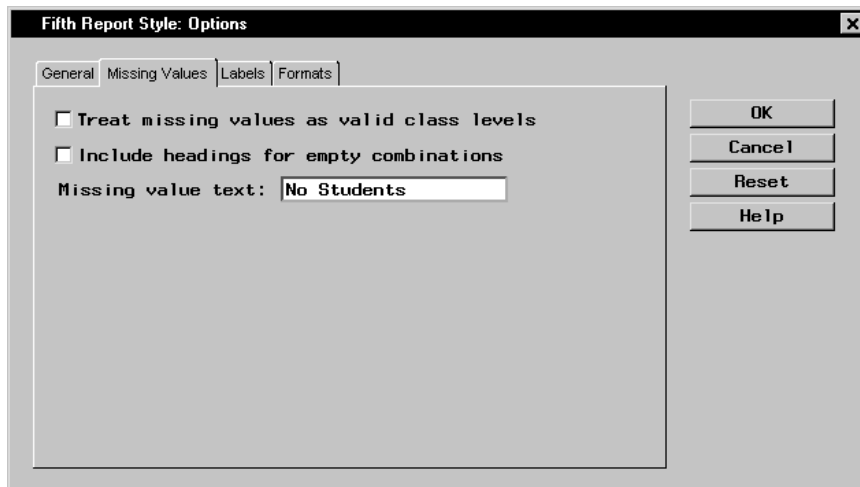 Fifth Report Style: Options
General Missing Values Labels Formats
Treat missing values as valid class levels
Include headings for empty combinations
Missing value text: No Students
OK
Cancel
Reset
Help